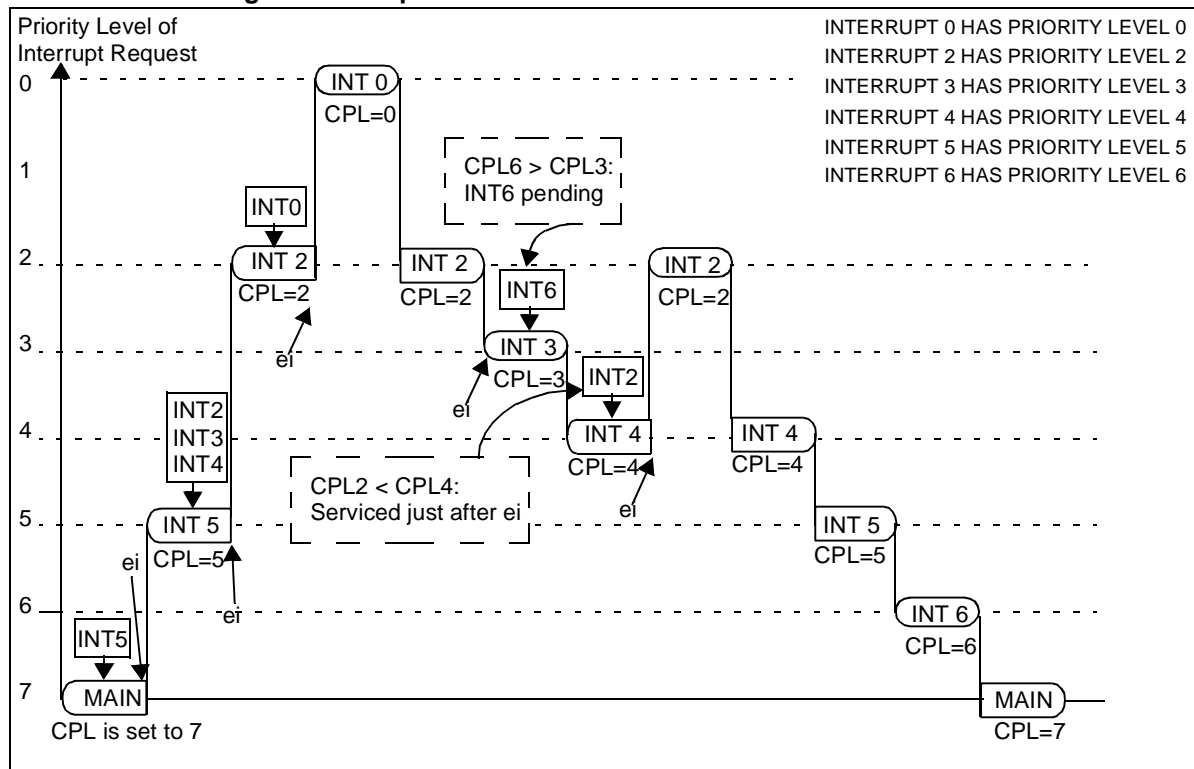 Priority Level of
Interrupt Request
INTERRUPT 0 HAS PRIORITY LEVEL 0
INTERRUPT 2 HAS PRIORITY LEVEL 2
INTERRUPT 3 HAS PRIORITY LEVEL 3
INTERRUPT 4 HAS PRIORITY LEVEL 4
INTERRUPT 5 HAS PRIORITY LEVEL 5
INTERRUPT 6 HAS PRIORITY LEVEL 6
0
INT 0
CPL=0
1
CPL6 > CPL3:
INT6 pending
INT0
2
INT 2
CPL=2
ei
INT 2
CPL=2
INT6
INT 2
CPL=2
3
INT 3
CPL=3
ei
INT2
INT2
INT3
INT4
4
INT 4
CPL=4
ei
INT 4
CPL=4
CPL2 < CPL4:
Serviced just after ei
5
INT 5
CPL=5
ei
ei
INT 5
CPL=5
6
INT 6
CPL=6
INT5
7
MAIN
CPL is set to 7
MAIN
CPL=7